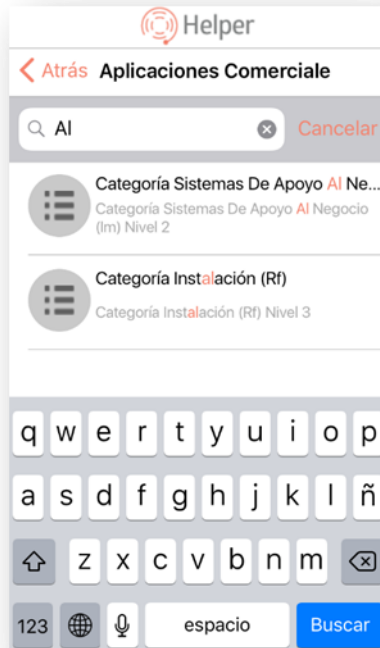 Helper
Atrás Aplicaciones Comerciale
Al Cancelar
Categoría Sistemas De Apoyo Al Ne...
Categoría Sistemas De Apoyo Al Negocio
(Im) Nivel 2
Categoría Instalación (Rf)
Categoría Instalación (Rf) Nivel 3
q w e r t y u i o p
a s d f g h j k l ñ
z x c v b n m
123 espacio Buscar